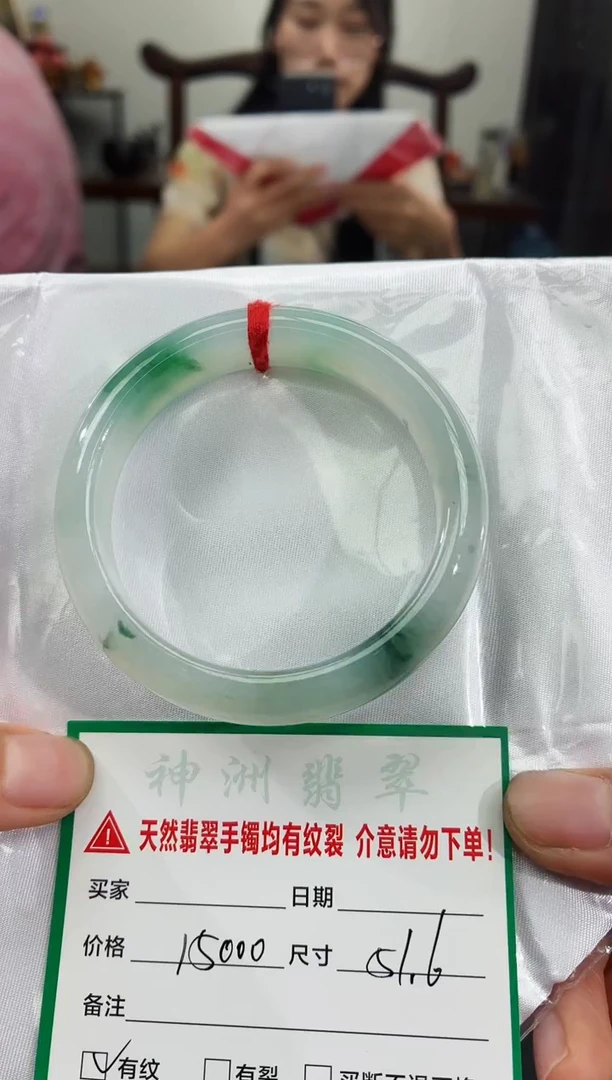 神洲翡翠
天然翡翠手镯均有纹裂 介意请勿下单!
买家 日期
价格 15000 尺寸 51.6
备注
有纹 有裂